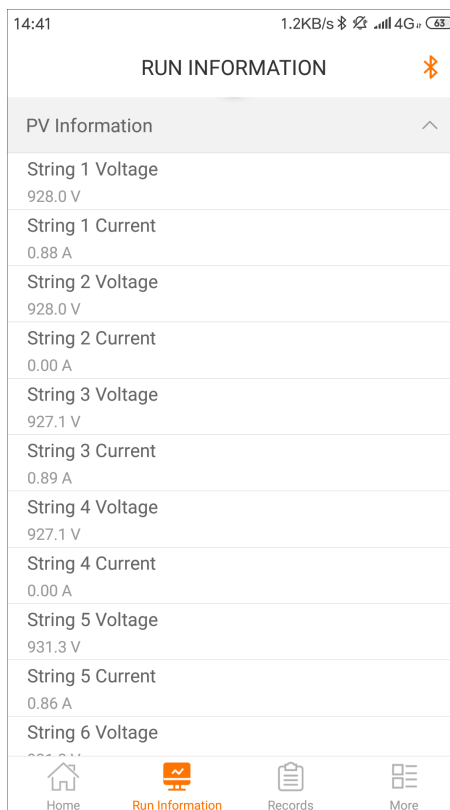 14:41 1.2KB/s 4G 63
RUN INFORMATION
PV Information
String 1 Voltage
928.0 V
String 1 Current
0.88 A
String 2 Voltage
928.0 V
String 2 Current
0.00 A
String 3 Voltage
927.1 V
String 3 Current
0.89 A
String 4 Voltage
927.1 V
String 4 Current
0.00 A
String 5 Voltage
931.3 V
String 5 Current
0.86 A
String 6 Voltage
Home Run Information Records More